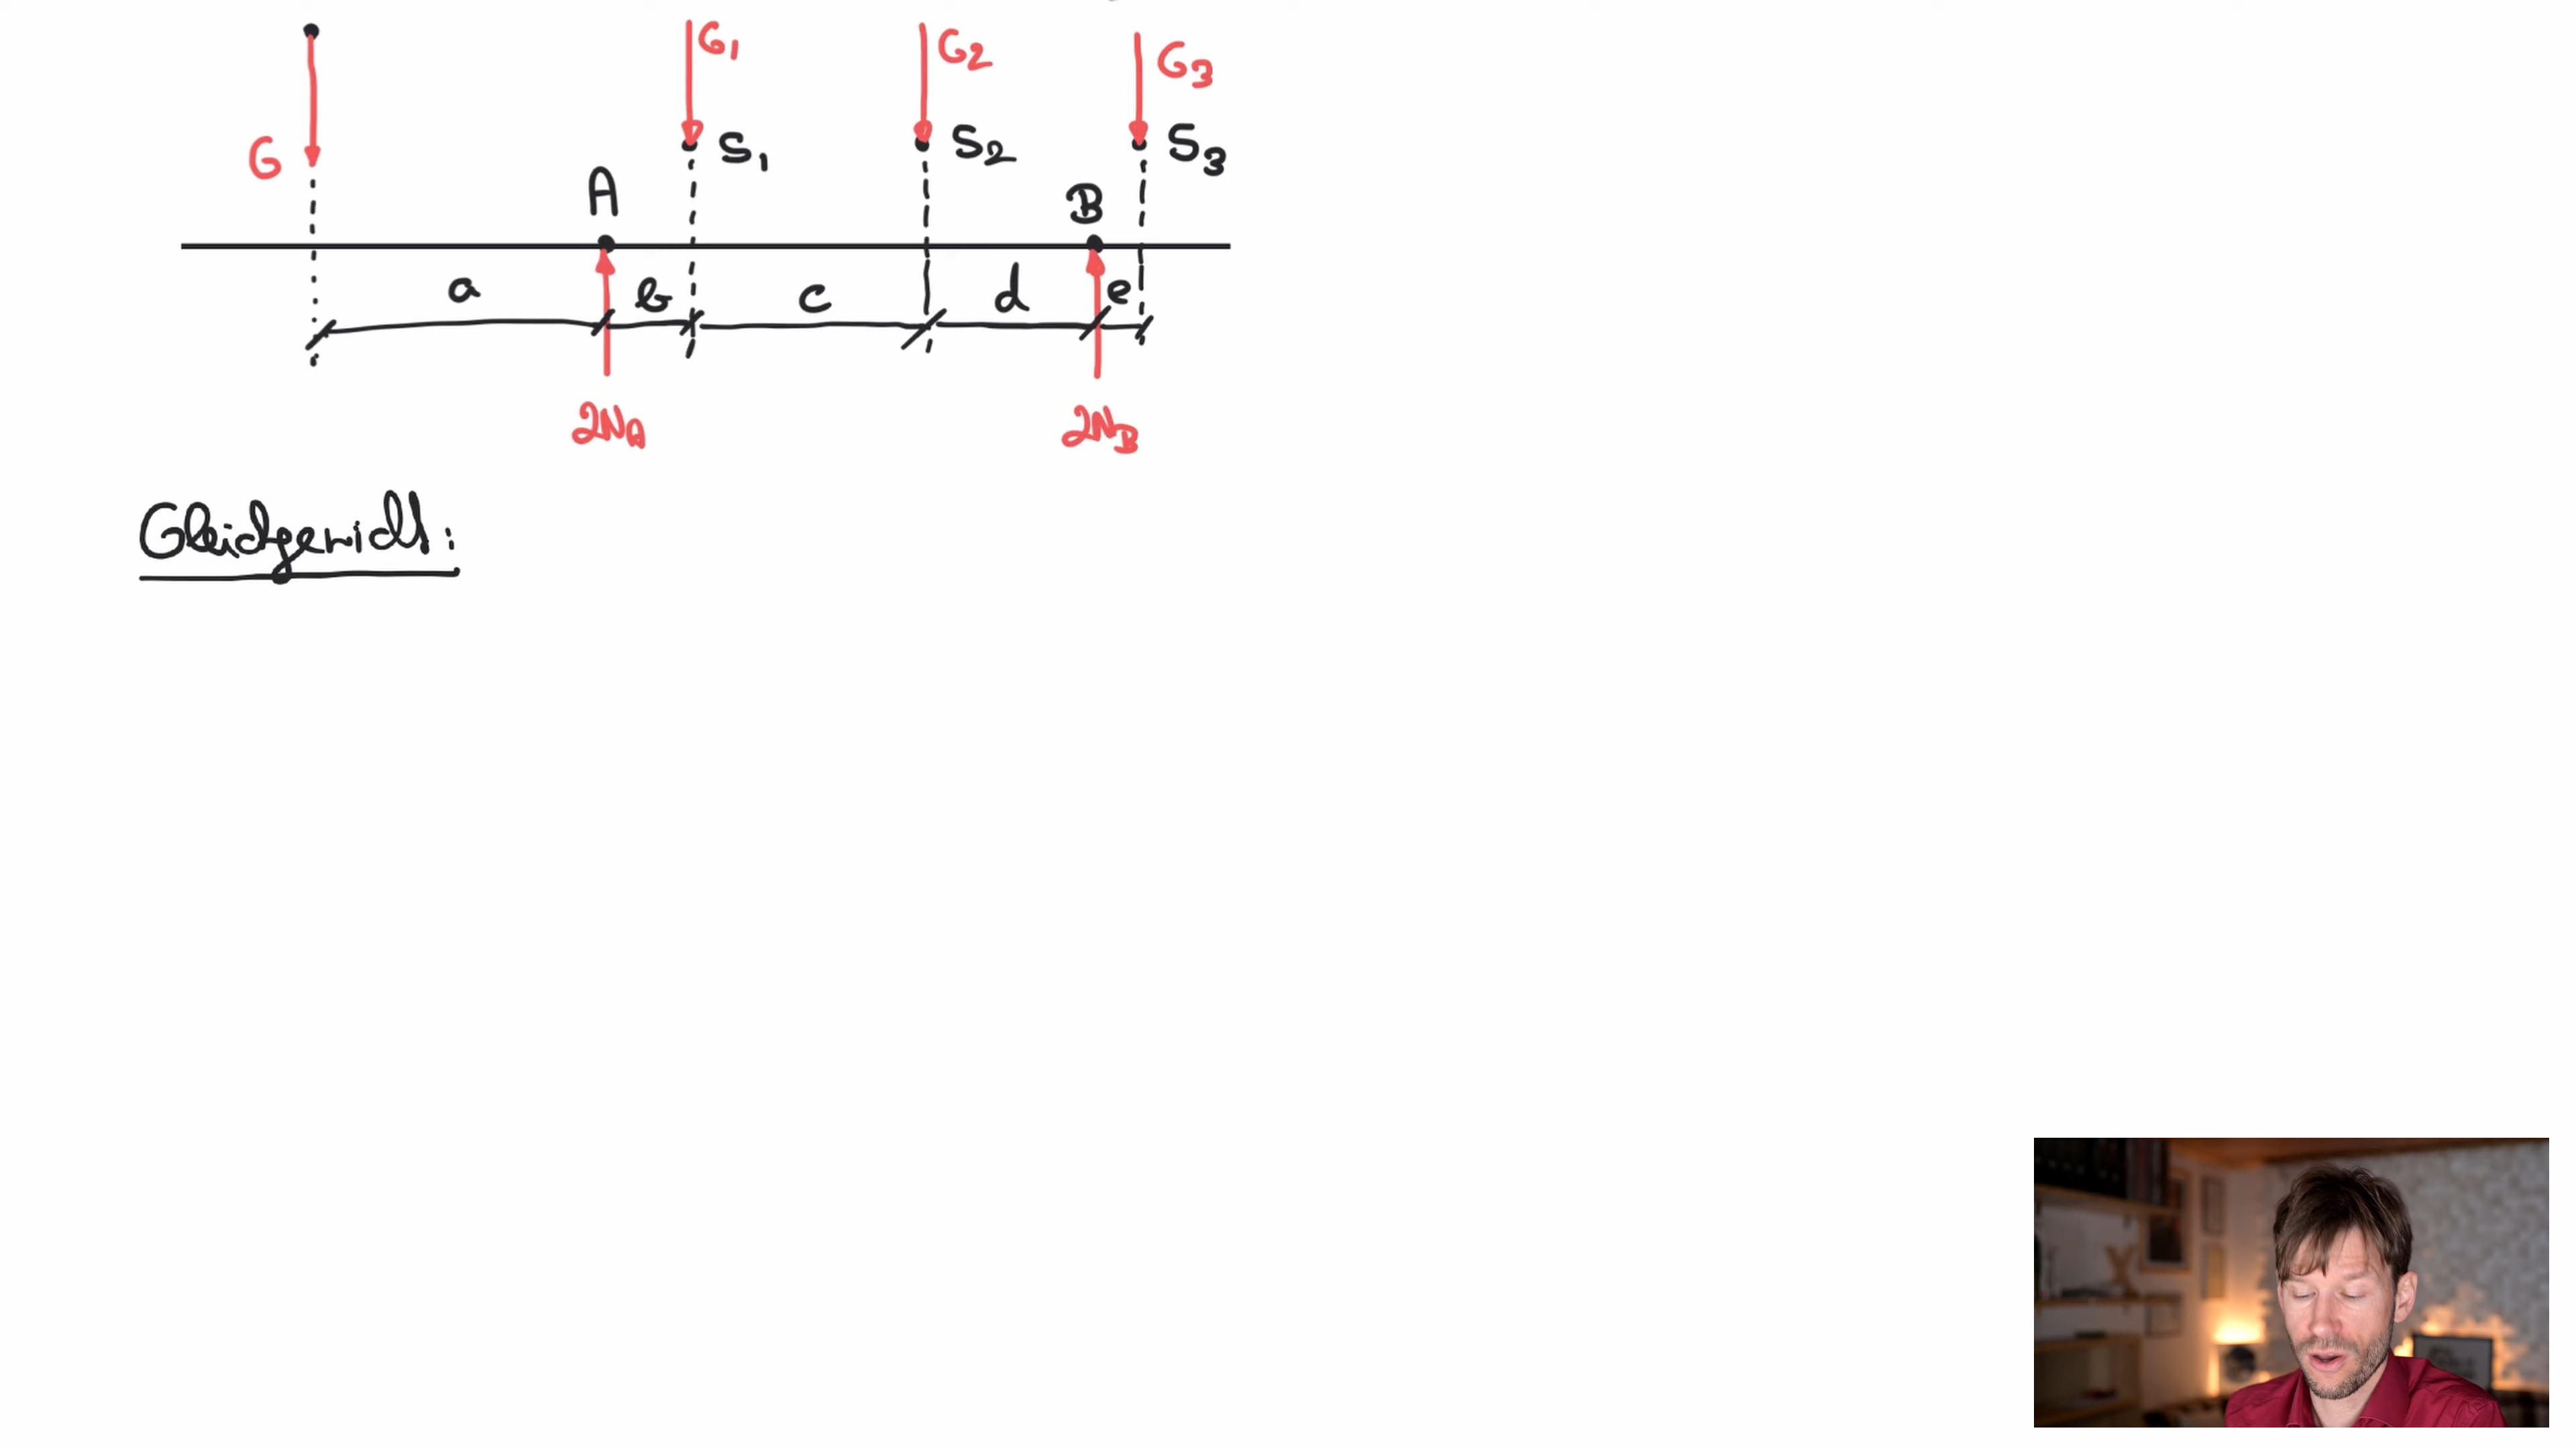 G₁ G₂ G₃
G S₁ S₂ S₃
A B
a b c d e
2N_A 2N_B
Gleichgewicht: